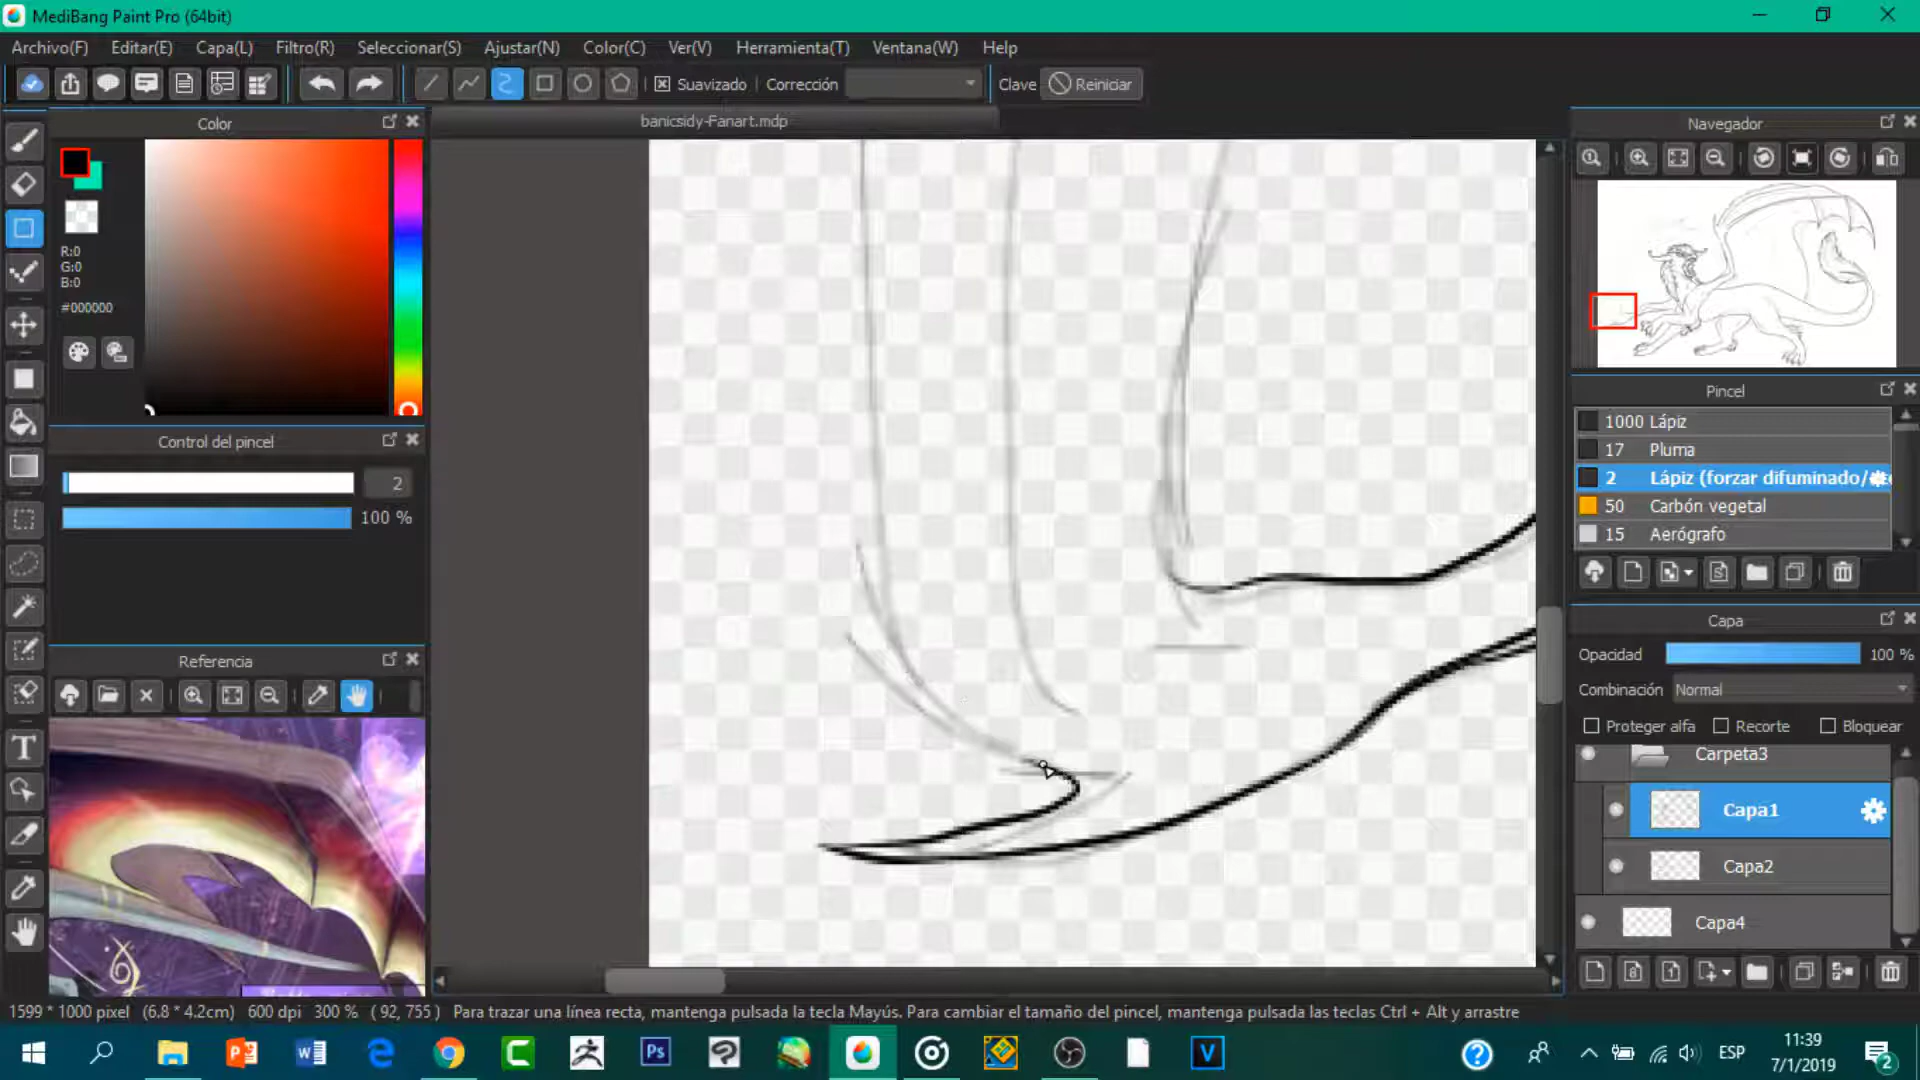 MediBang Paint Pro (64bit)
Archivo(F) Editar(E) Capa(L) Filtro(R) Seleccionar(S) Ajustar(N) Color(C) Ver(V) Herramienta(T) Ventana(W) Help
Suavizado Corrección Clave Reiniciar
Color
banicsidy-Fanart.mdp
Navegador
R:0
G:0
B:0
#000000
Pincel
1000 Lápiz
17 Pluma
2 Lápiz (forzar difuminado/
50 Carbón vegetal
15 Aerógrafo
Control del pincel
2
100 %
Capa
Opacidad 100 %
Combinación Normal
Proteger alfa Recorte Bloquear
Carpeta3
Capa1
Capa2
Capa4
Referencia
T
1599 * 1000 pixel (6.8 * 4.2cm) 600 dpi 300 % ( 92, 755 ) Para trazar una línea recta, mantenga pulsada la tecla Mayús. Para cambiar el tamaño del pincel, mantenga pulsadas las teclas Ctrl + Alt y arrastre
Ps
V
ESP
11:39
7/1/2019
2